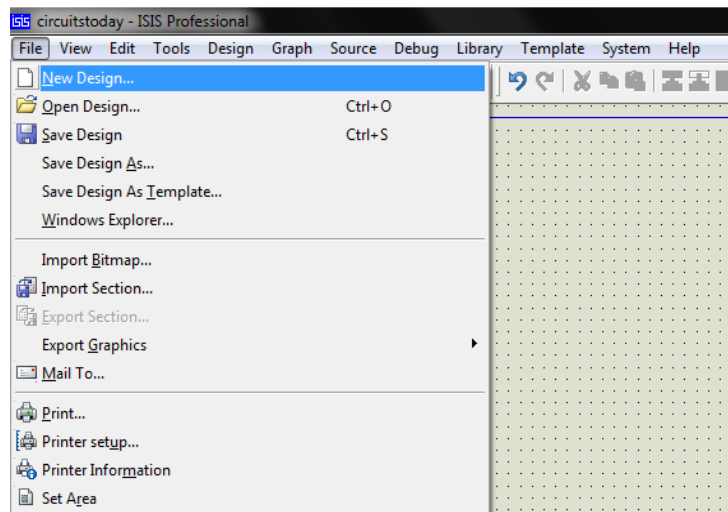 isis circuitstoday - ISIS Professional
File View Edit Tools Design Graph Source Debug Library Template System Help
New Design...
Open Design... Ctrl+O
Save Design Ctrl+S
Save Design As...
Save Design As Template...
Windows Explorer...
Import Bitmap...
Import Section...
Export Section...
Export Graphics
Mail To...
Print...
Printer setup...
Printer Information
Set Area